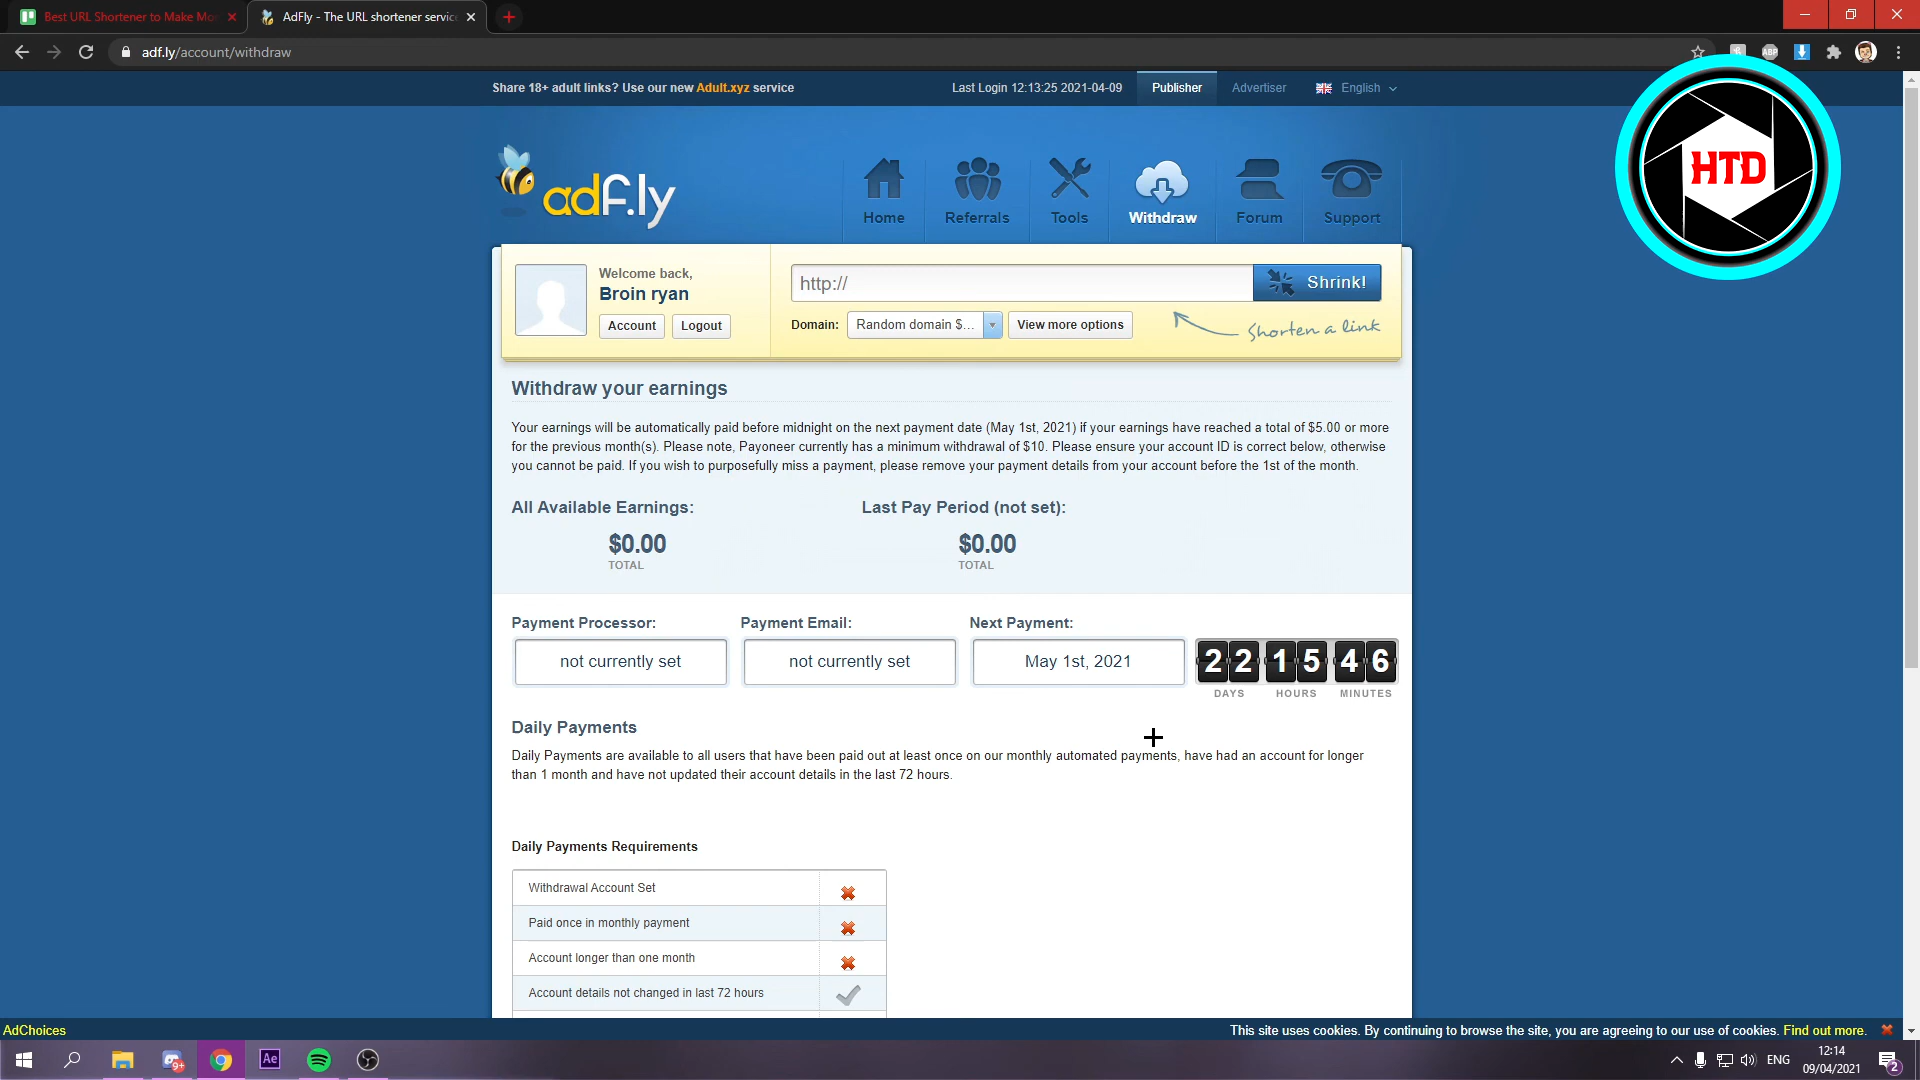 Best URL Shortener to Make Mo
AdFly - The URL shortener servic
adf.ly/account/withdraw
ABP
Share 18+ adult links? Use our new Adult.xyz service
Last Login 12:13:25 2021-04-09
Publisher
Advertiser
English
HTD
adf.ly
Home
Referrals
Tools
Withdraw
Forum
Support
Welcome back,
Broin ryan
Account
Logout
http://
Shrink!
Domain:
Random domain $...
View more options
Shorten a link
Withdraw your earnings
Your earnings will be automatically paid before midnight on the next payment date (May 1st, 2021) if your earnings have reached a total of $5.00 or more
for the previous month(s). Please note, Payoneer currently has a minimum withdrawal of $10. Please ensure your account ID is correct below, otherwise
you cannot be paid. If you wish to purposefully miss a payment, please remove your payment details from your account before the 1st of the month.
All Available Earnings:
Last Pay Period (not set):
$0.00
$0.00
TOTAL
TOTAL
Payment Processor:
Payment Email:
Next Payment:
not currently set
not currently set
May 1st, 2021
22 15 46
DAYS HOURS MINUTES
Daily Payments
Daily Payments are available to all users that have been paid out at least once on our monthly automated payments, have had an account for longer
than 1 month and have not updated their account details in the last 72 hours.
Daily Payments Requirements
Withdrawal Account Set
Paid once in monthly payment
Account longer than one month
Account details not changed in last 72 hours
AdChoices
This site uses cookies. By continuing to browse the site, you are agreeing to our use of cookies. Find out more.
9+
Ae
ENG
12:14
09/04/2021
2